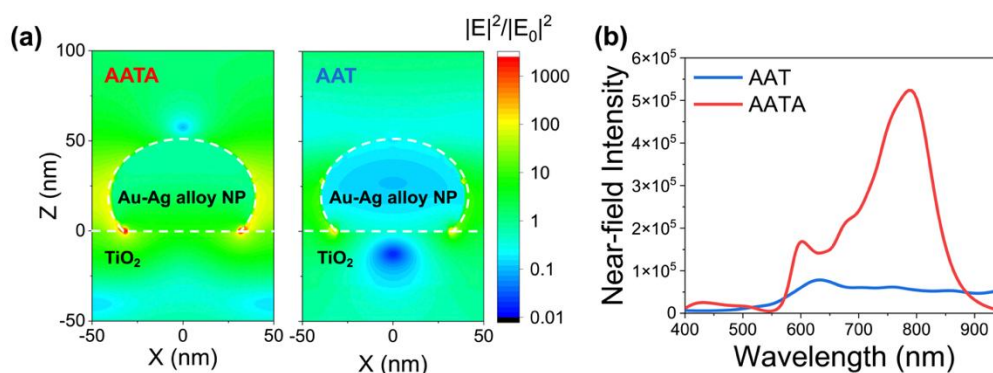 (a)
|E|²/|E₀|²
AATA
AAT
Au-Ag alloy NP
Au-Ag alloy NP
TiO₂
TiO₂
Z (nm)
100
50
0
-50
-50
0
50
-50
0
50
X (nm)
X (nm)
1000
100
10
1
0.1
0.01
(b)
AAT
AATA
Near-field Intensity
6×10⁵
5×10⁵
4×10⁵
3×10⁵
2×10⁵
1×10⁵
0
400
500
600
700
800
900
Wavelength (nm)